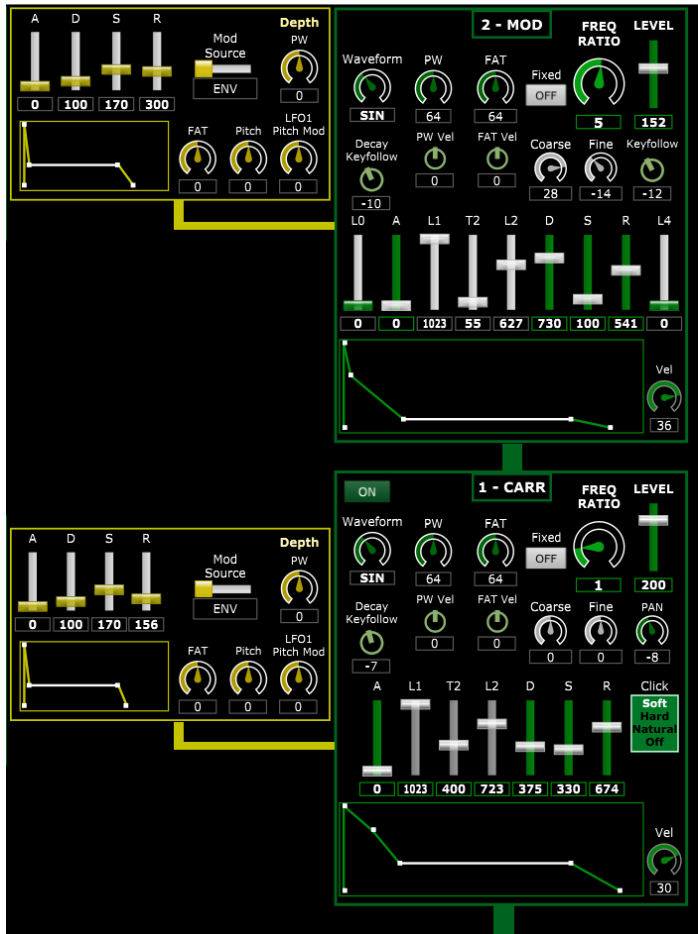 A D S R
Mod
Source
ENV
Depth
PW
0
0 100 170 300
FAT Pitch LFO1
Pitch Mod
0 0 0
2 - MOD
FREQ
RATIO
LEVEL
Waveform PW FAT
Fixed
OFF
SIN 64 64
5 152
Decay
Keyfollow
PW Vel FAT Vel
Coarse Fine Keyfollow
0 0
-10
28 -14 -12
L0 A L1 T2 L2 D S R L4
0 0 1023 55 627 730 100 541 0
Vel
36
ON
1 - CARR
FREQ
RATIO
LEVEL
Waveform PW FAT
Fixed
OFF
SIN 64 64
1 200
Decay
Keyfollow
PW Vel FAT Vel
Coarse Fine PAN
0 0
-7
0 0 -8
A D S R
Mod
Source
ENV
Depth
PW
0
0 100 170 156
FAT Pitch LFO1
Pitch Mod
0 0 0
A L1 T2 L2 D S R
Click
Soft
Hard
Natural
Off
0 1023 400 723 375 330 674
Vel
30